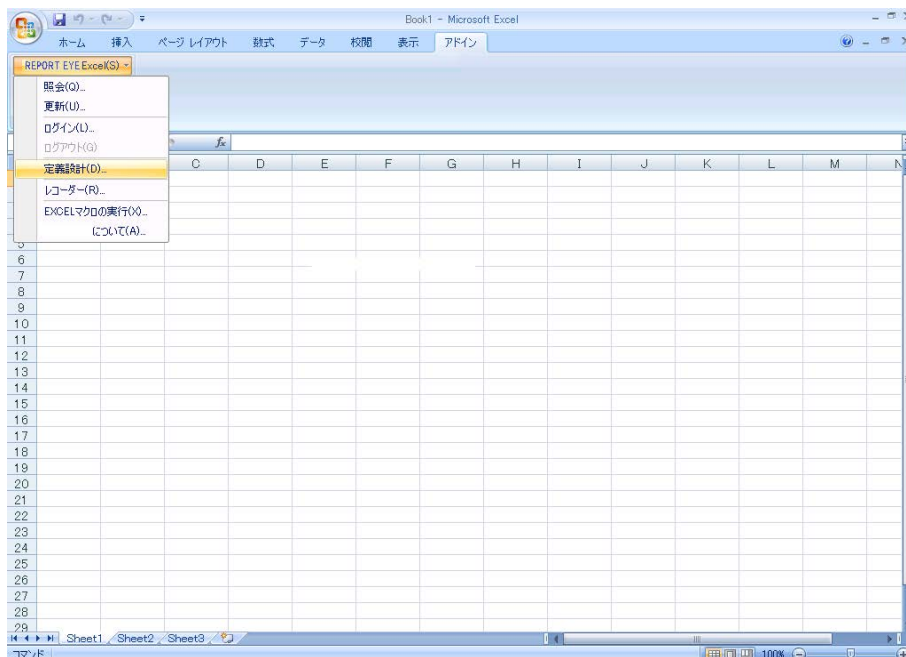 Book1 - Microsoft Excel
ホーム 挿入 ページ レイアウト 数式 データ 校閲 表示 アドイン
REPORT EYE Excel(S)
照会(Q)...
更新(U)...
ログイン(L)...
ログアウト(G)
定義設計(D)...
レコーダー(R)...
EXCELマクロの実行(X)...
について(A)...
fx
C D E F G H I J K L M N
5
6
7
8
9
10
11
12
13
14
15
16
17
18
19
20
21
22
23
24
25
26
27
28
29
Sheet1 Sheet2 Sheet3
コマンド 100%